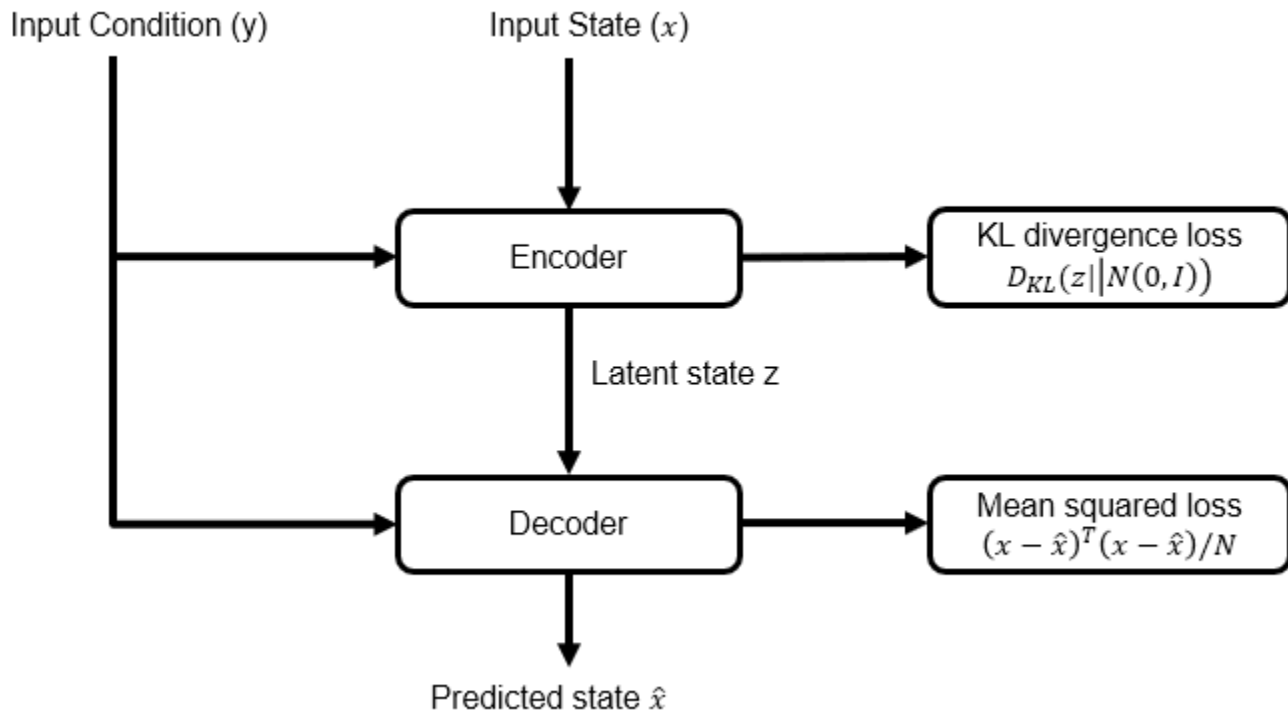 Input Condition (y)
Input State (𝑥)
Encoder
KL divergence loss
𝐷𝐾𝐿(𝑧||𝑁(0, 𝐼))
Latent state z
Decoder
Mean squared loss
(𝑥 − 𝑥̂)ᵀ(𝑥 − 𝑥̂)/𝑁
Predicted state 𝑥̂